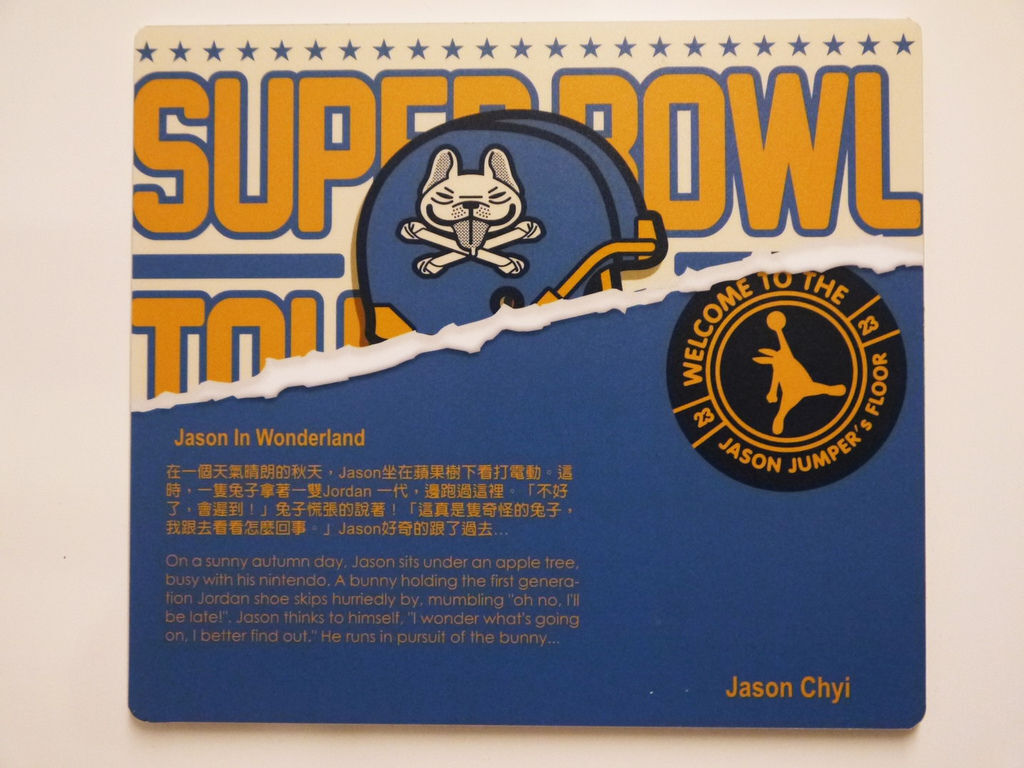 SUPER BOWL
TOU
WELCOME TO THE
23
23
JASON JUMPER'S FLOOR
Jason In Wonderland
在一個天氣晴朗的秋天，Jason坐在蘋果樹下看打電動。這
時，一隻兔子拿著一雙Jordan 一代，邊跑過這裡。「不好
了，會遲到！」兔子慌張的說著！「這真是隻奇怪的兔子，
我跟去看看怎麼回事。」Jason好奇的跟了過去...
On a sunny autumn day, Jason sits under an apple tree,
busy with his nintendo. A bunny holding the first genera-
tion Jordan shoe skips hurriedly by, mumbling "oh no, I'll
be late!". Jason thinks to himself, "I wonder what's going
on, I better find out." He runs in pursuit of the bunny...
Jason Chyi